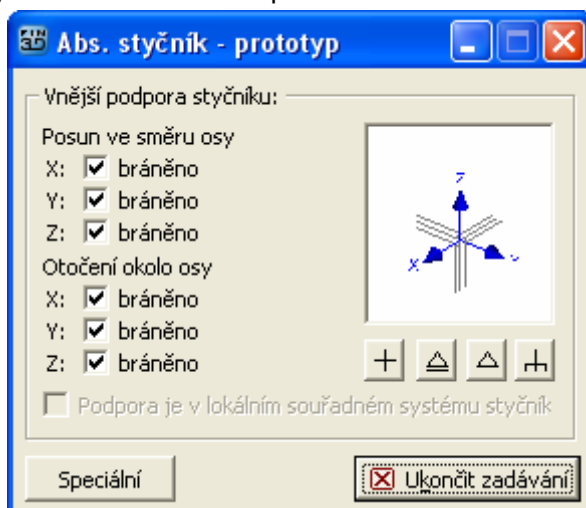 Abs. styčník - prototyp
Vnější podpora styčníku:
Posun ve směru osy
X: bráněno
Y: bráněno
Z: bráněno
Otočení okolo osy
X: bráněno
Y: bráněno
Z: bráněno
Z
X
Y
Podpora je v lokálním souřadném systému styčník
Speciální
Ukončit zadávání